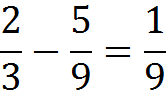 2/3 − 5/9 = 1/9